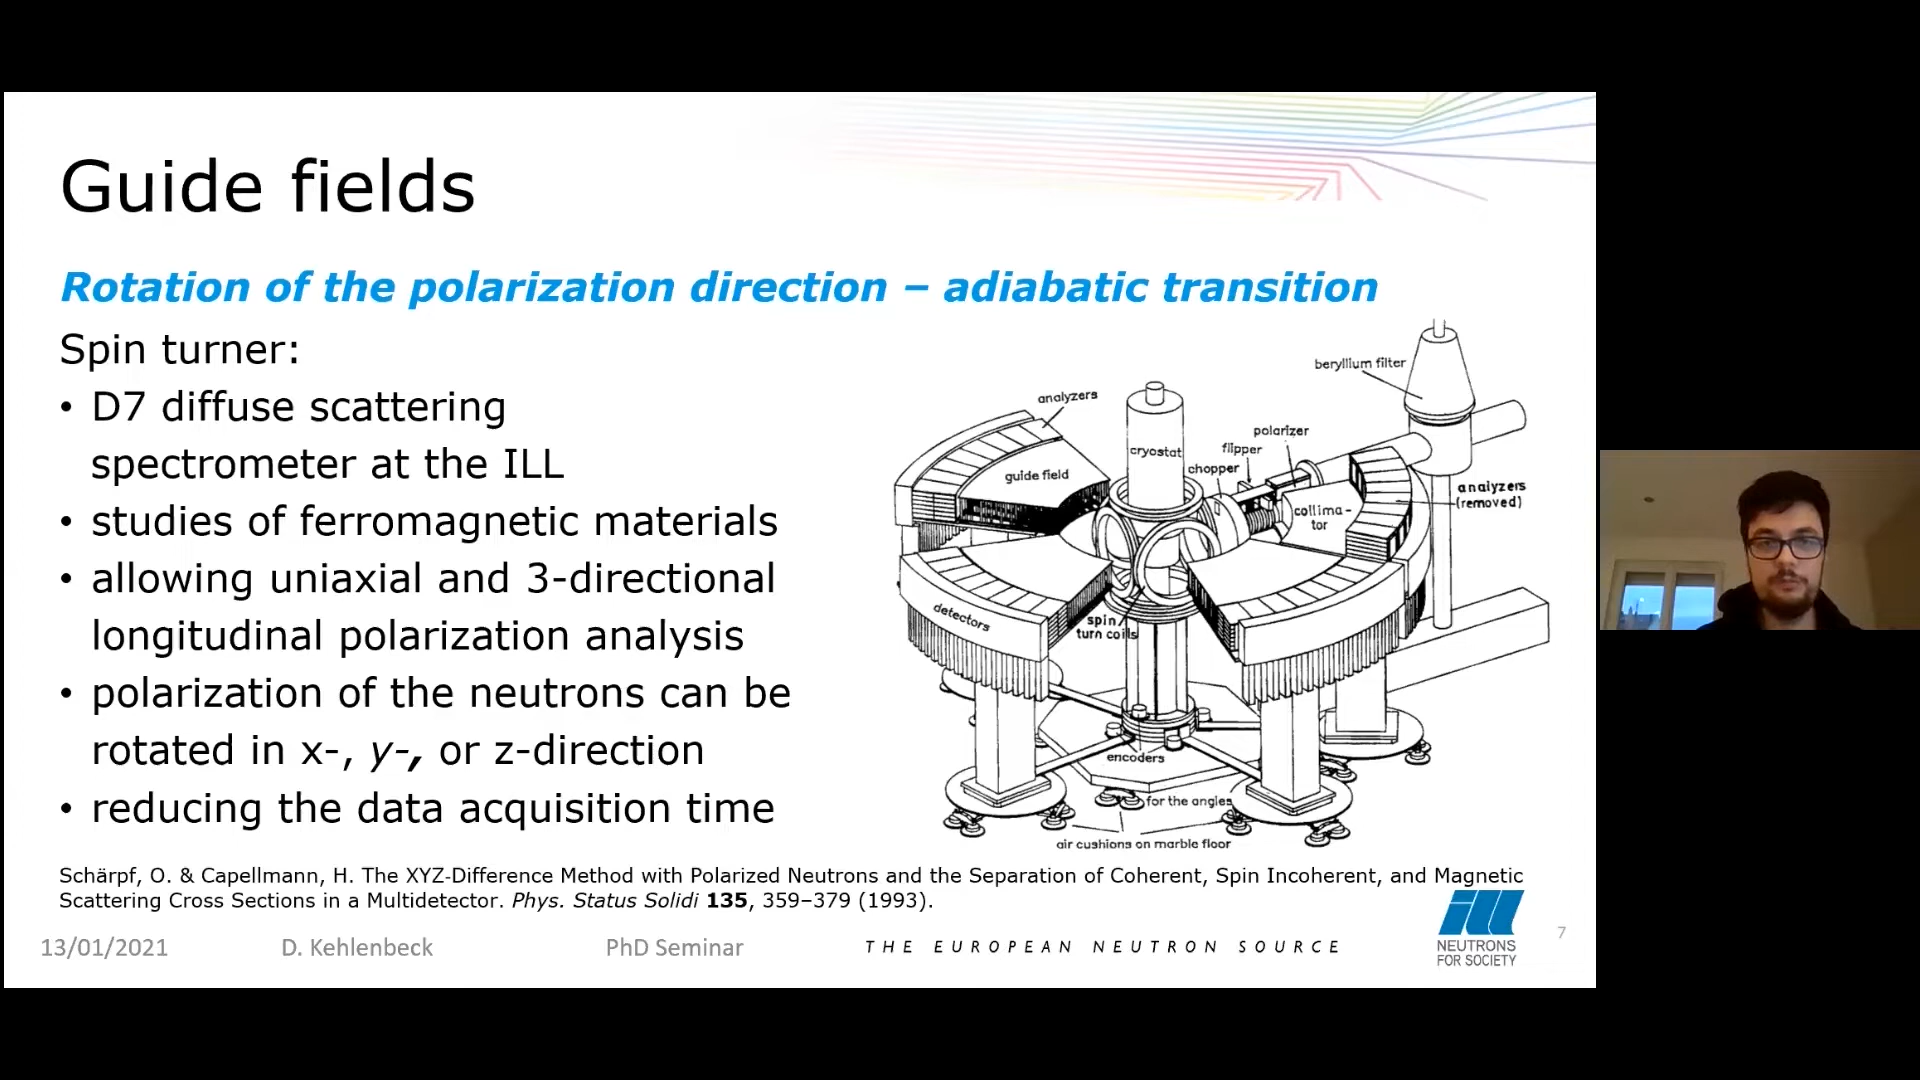 Guide fields
Rotation of the polarization direction – adiabatic transition
Spin turner:
• D7 diffuse scattering
spectrometer at the ILL
• studies of ferromagnetic materials
• allowing uniaxial and 3-directional
longitudinal polarization analysis
• polarization of the neutrons can be
rotated in x-, y-, or z-direction
• reducing the data acquisition time
beryllium filter
analyzers
polarizer
cryostat
flipper
chopper
guide field
analyzers
(removed)
collima-
tor
detectors
spin
turn coils
encoders
for the angles
air cushions on marble floor
Schärpf, O. & Capellmann, H. The XYZ-Difference Method with Polarized Neutrons and the Separation of Coherent, Spin Incoherent, and Magnetic
Scattering Cross Sections in a Multidetector. Phys. Status Solidi 135, 359–379 (1993).
13/01/2021
D. Kehlenbeck
PhD Seminar
THE EUROPEAN NEUTRON SOURCE
ill
NEUTRONS
FOR SOCIETY
7